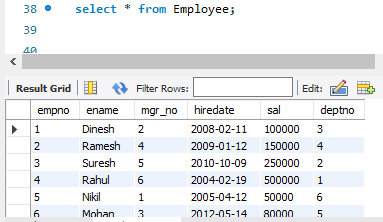 38 select * from Employee;
39
40
Result Grid Filter Rows: Edit:
empno ename mgr_no hiredate sal deptno
1 Dinesh 2 2008-02-11 100000 3
2 Ramesh 4 2009-01-12 150000 4
3 Suresh 5 2010-10-09 250000 2
4 Rahul 6 2004-02-19 500000 1
5 Nikil 1 2005-04-12 50000 6
6 Mohan 3 2012-05-14 80000 5